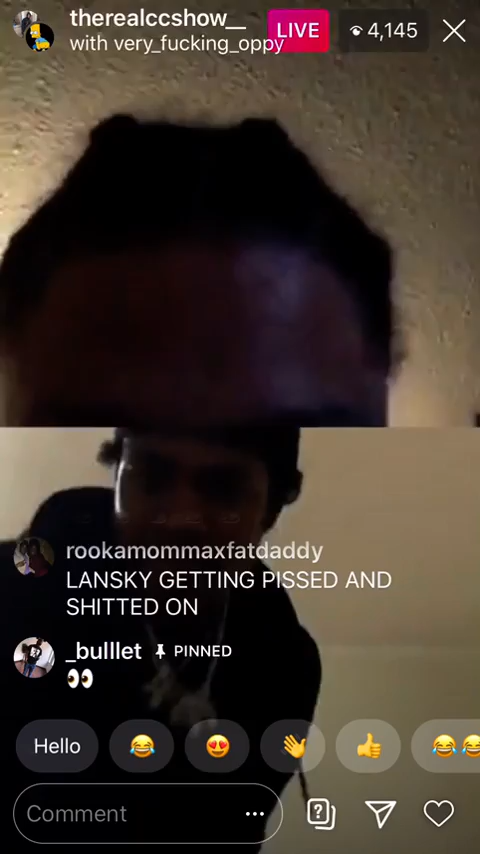 therealccshow__
with very_fucking_oppy
LIVE
4,145
rookamommaxfatdaddy
LANSKY GETTING PISSED AND
SHITTED ON
_bulllet PINNED
👀
Hello 😂 😍 👋 👍 😂😂
Comment